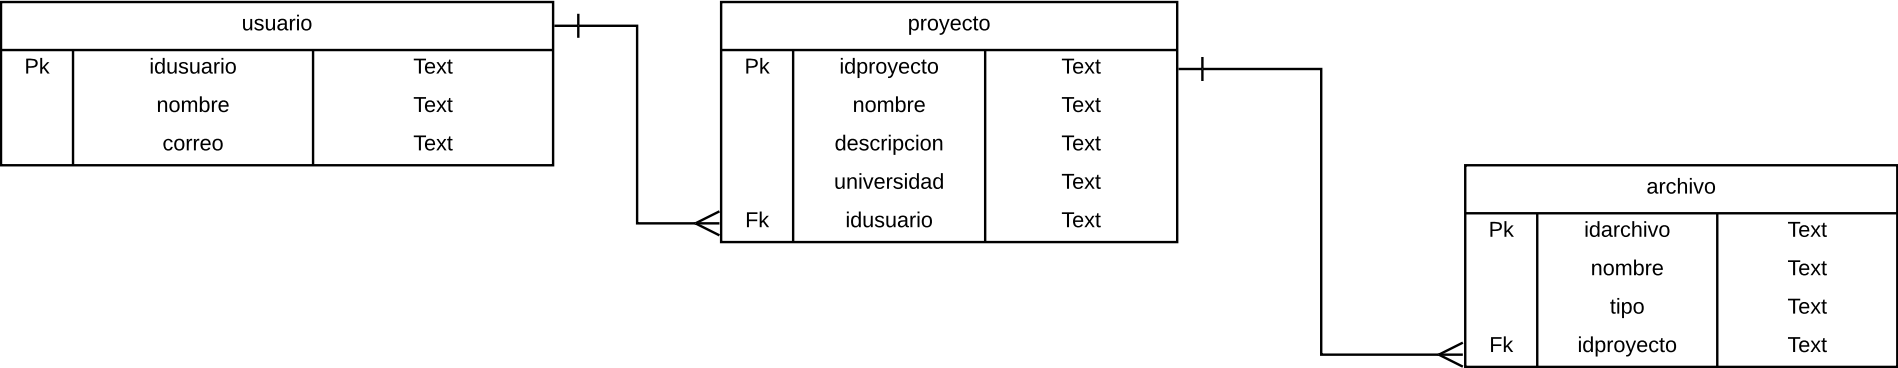 usuario
Pk idusuario Text
nombre Text
correo Text
proyecto
Pk idproyecto Text
nombre Text
descripcion Text
universidad Text
Fk idusuario Text
archivo
Pk idarchivo Text
nombre Text
tipo Text
Fk idproyecto Text